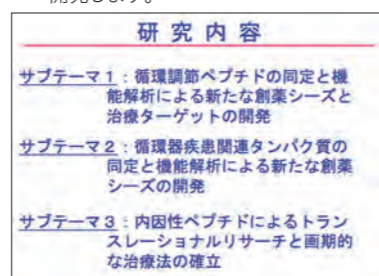 開発します。
研究内容
サブテーマ1：循環調節ペプチドの同定と機
能解析による新たな創薬シーズと
治療ターゲットの開発
サブテーマ2：循環器疾患関連タンパク質の
同定と機能解析による新たな創薬
シーズの開発
サブテーマ3：内因性ペプチドによるトラン
スレーショナルリサーチと画期的
な治療法の確立